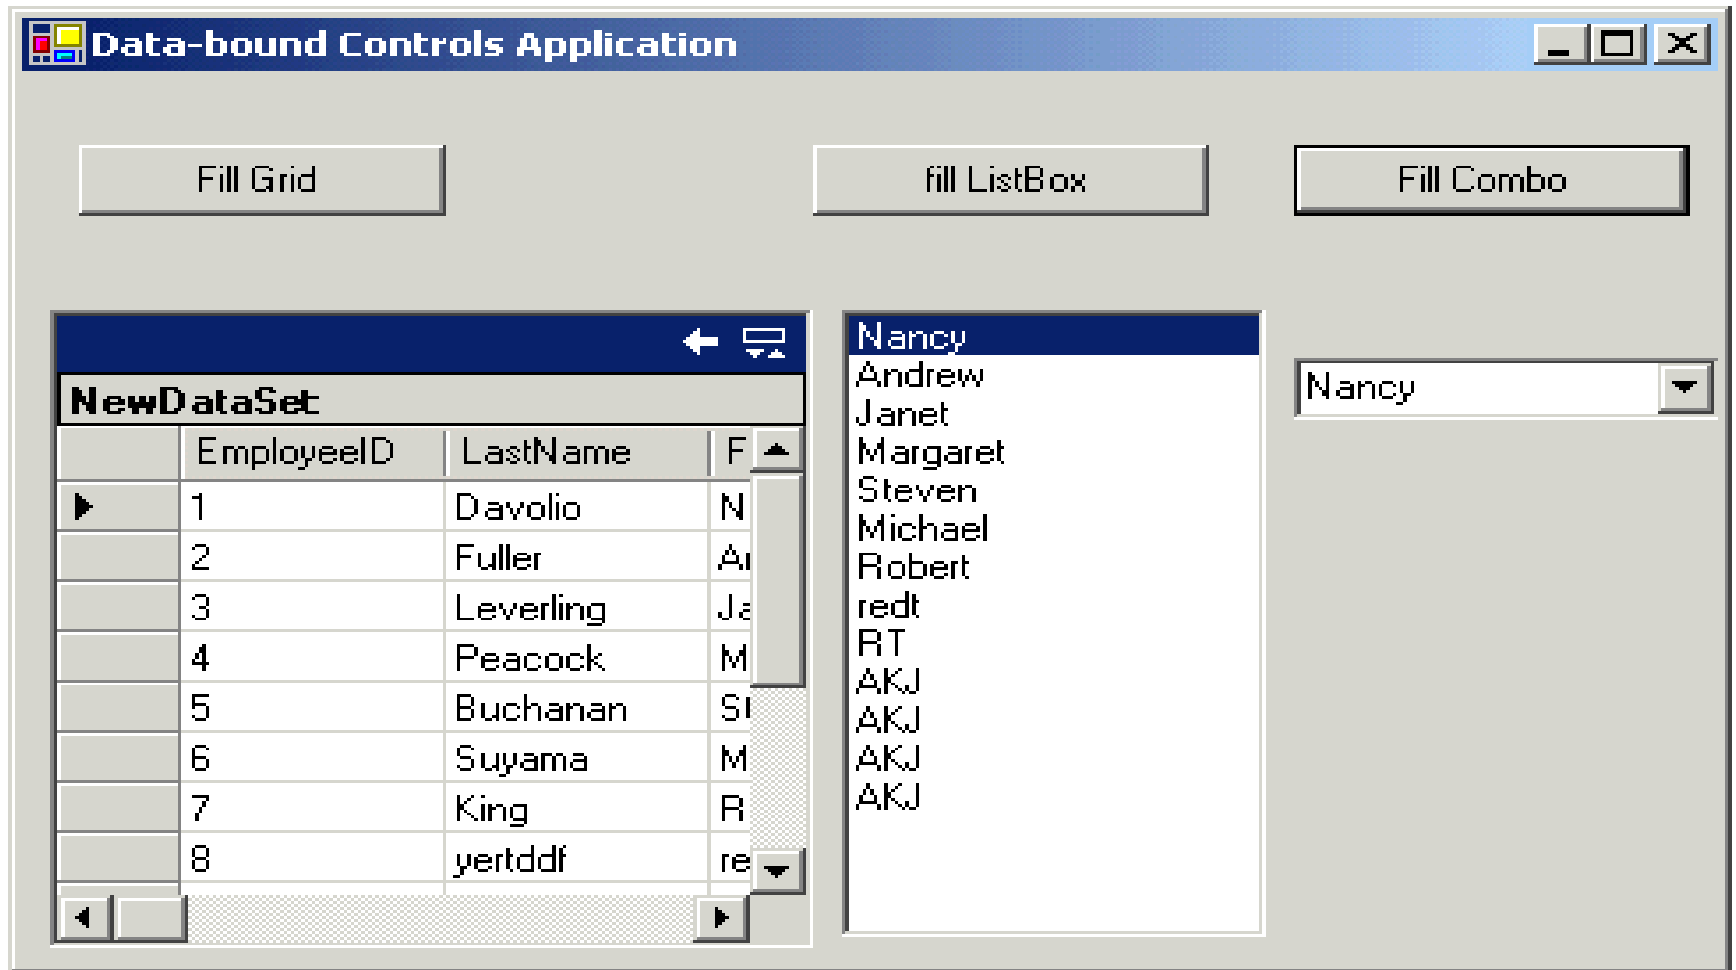 Data-bound Controls Application
Fill Grid
fill ListBox
Fill Combo
NewDataSet
EmployeeID LastName F
1 Davolio N
2 Fuller
3 Leverling
4 Peacock M
5 Buchanan
6 Suyama M
7 King R
8 yertddf re
Nancy
Andrew
Janet
Margaret
Steven
Michael
Robert
redt
RT
AKJ
AKJ
AKJ
AKJ
Nancy